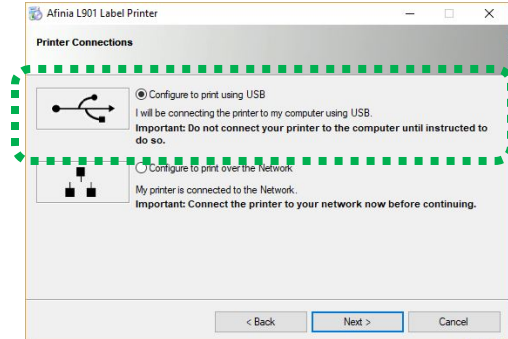 Afinia L901 Label Printer
Printer Connections
Configure to print using USB
I will be connecting the printer to my computer using USB.
Important: Do not connect your printer to the computer until instructed to
do so.
Configure to print over the Network
My printer is connected to the Network.
Important: Connect the printer to your network now before continuing.
< Back Next > Cancel